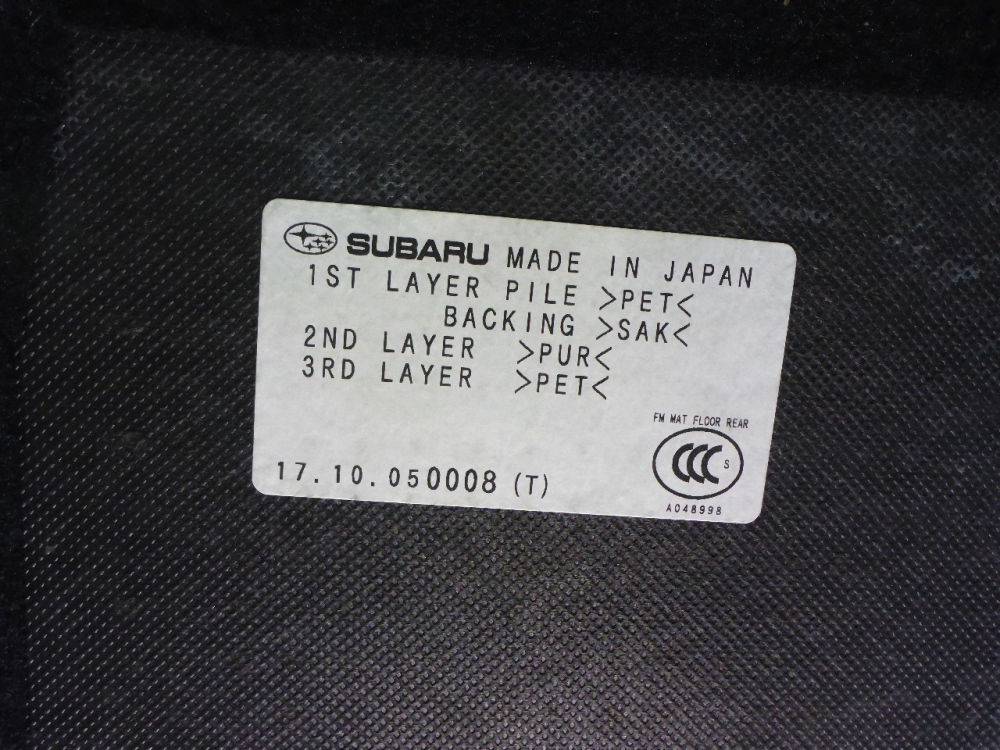 SUBARU MADE IN JAPAN
1ST LAYER PILE >PET<
BACKING >SAK<
2ND LAYER >PUR<
3RD LAYER >PET<
FM MAT FLOOR REAR
CCC S
A048998
17.10.050008 (T)